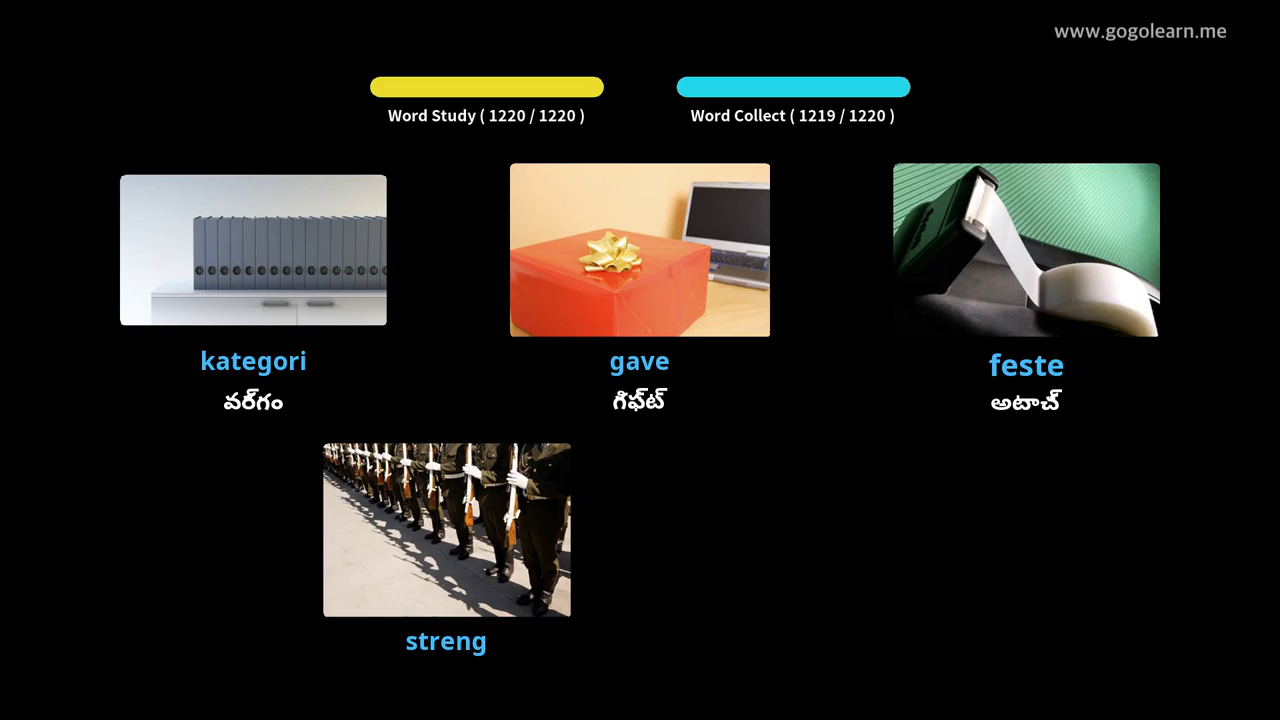 www.gogolearn.me
Word Study ( 1220 / 1220 )
Word Collect ( 1219 / 1220 )
kategori
gave
feste
వర్‌గం
గిఫ్‌ట్
అటాచ్
streng